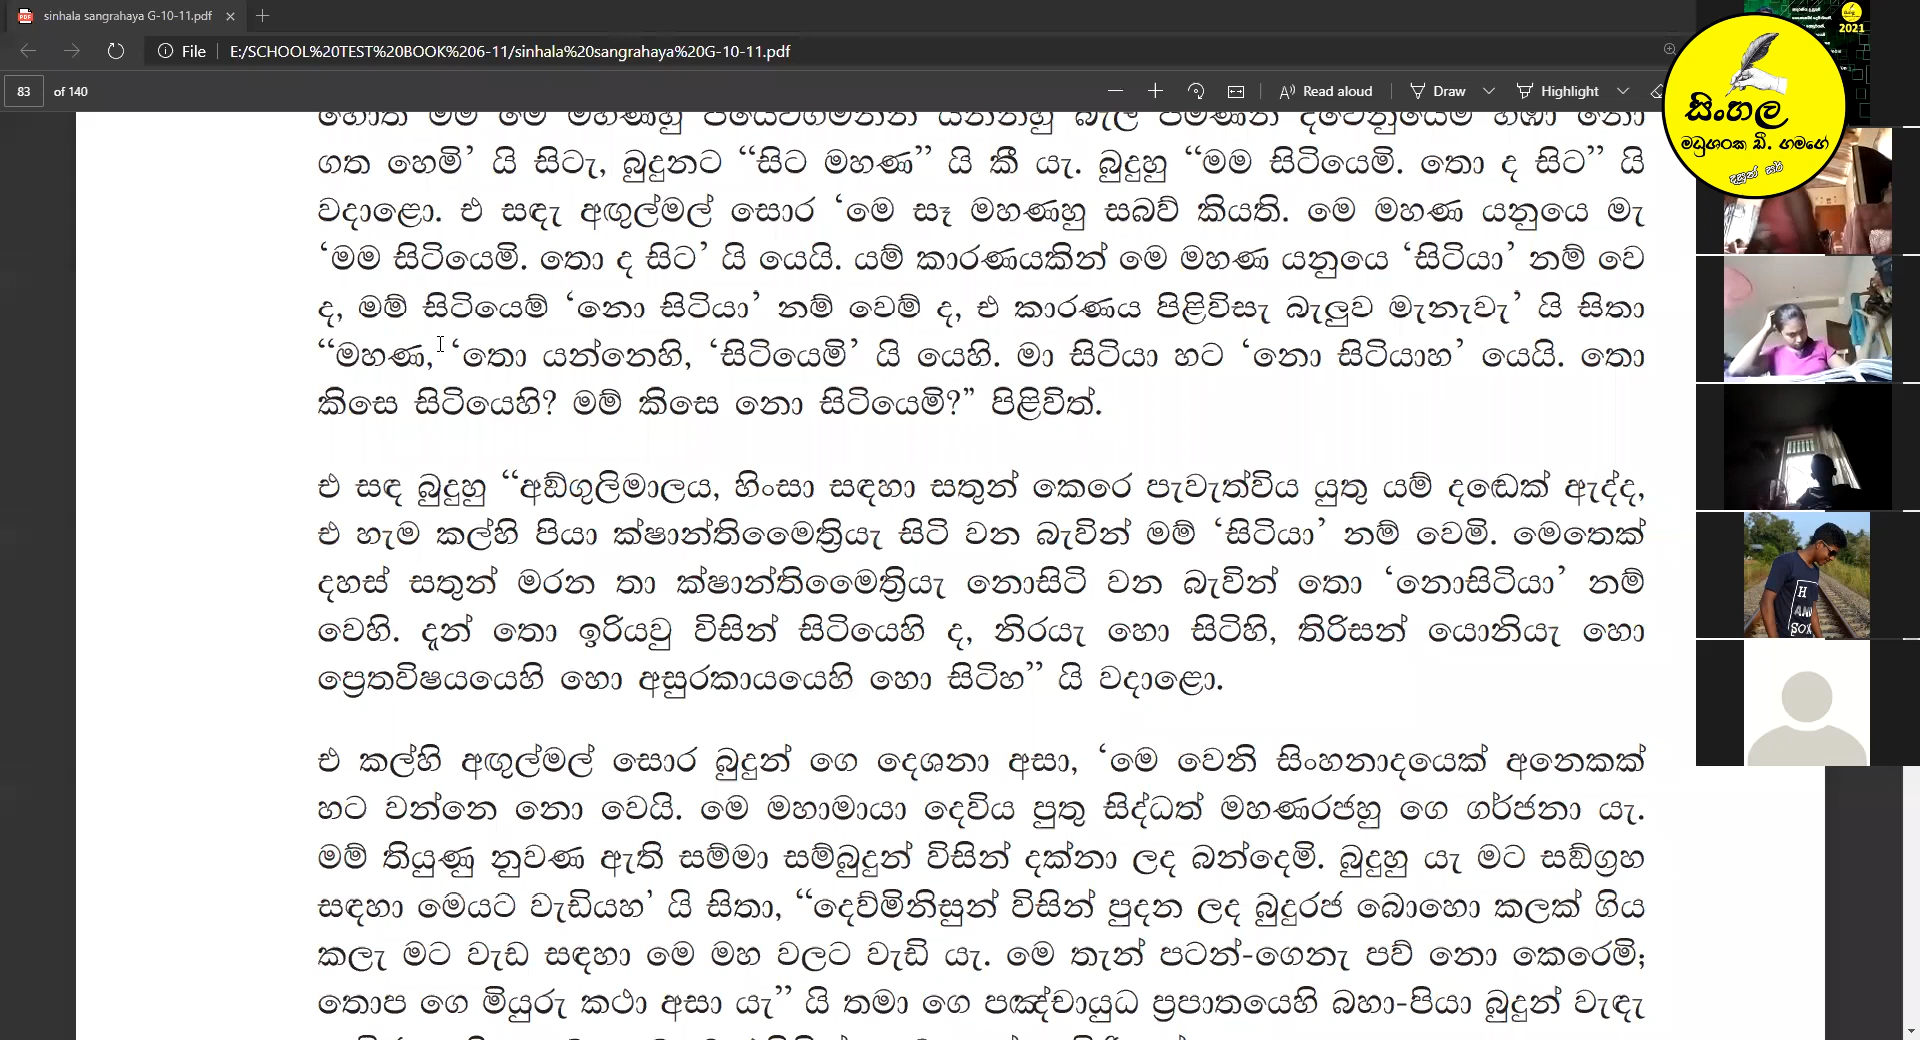 sinhala sangrahaya G-10-11.pdf
File E:/SCHOOL%20TEST%20BOOK%206-11/sinhala%20sangrahaya%20G-10-11.pdf
83 of 140
Read aloud Draw Highlight
2021
සිංහල
මධුශංක ඩී. ගමගේ
දසුන් සර්
ගත හෙමි’ යි සිටැ, බුදුනට “සිට මහණ” යි කී යැ. බුදුහු “මම සිටියෙමි. තො ද සිට” යි
වදාළො. එ සඳැ අඟුල්මල් සොර ‘මෙ සෑ මහණහු සබව් කියති. මෙ මහණ යනුයෙ මැ
‘මම සිටියෙමි. තො ද සිට’ යි යෙයි. යම් කාරණයකින් මෙ මහණ යනුයෙ ‘සිටියා’ නම් වෙ
ද, මම් සිටියෙම් ‘නො සිටියා’ නම් වෙම් ද, එ කාරණය පිළිවිසැ බැලුව මැනැවැ’ යි සිතා
“මහණ, ‘තො යන්නෙහි, ‘සිටියෙමි’ යි යෙහි. මා සිටියා හට ‘නො සිටියාහ’ යෙයි. තො
කිසෙ සිටියෙහි? මම් කිසෙ නො සිටියෙමි?” පිළිවිත්.
එ සඳ බුදුහු “අඞ්ගුලිමාලය, හිංසා සඳහා සතුන් කෙරෙ පැවැත්විය යුතු යම් දඬෙක් ඇද්ද,
එ හැම කල්හි පියා ක්ෂාන්තිමෛත්‍රියැ සිටි වන බැවින් මම් ‘සිටියා’ නම් වෙමි. මෙතෙක්
දහස් සතුන් මරන තා ක්ෂාන්තිමෛත්‍රියැ නොසිටි වන බැවින් තො ‘නොසිටියා’ නම්
වෙහි. දැන් තො ඉරියවු විසින් සිටියෙහි ද, නිරයැ හො සිටිහි, තිරිසන් යොනියැ හො
ප්‍රෙතවිෂයයෙහි හො අසුරකායයෙහි හො සිටිහ” යි වදාළො.
එ කල්හි අඟුල්මල් සොර බුදුන් ගෙ දෙශනා අසා, ‘මෙ වෙනි සිංහනාදයෙක් අනෙකක්
හට වන්නෙ නො වෙයි. මෙ මහාමායා දෙවිය පුතු සිද්ධත් මහණරජහු ගෙ ගර්ජනා යැ.
මම් තියුණු නුවණ ඇති සම්මා සම්බුදුන් විසින් දක්නා ලද බන්දෙමි. බුදුහු යැ මට සඞ්ග්‍රහ
සඳහා මෙයට වැඩියහ’ යි සිතා, “දෙව්මිනිසුන් විසින් පුදන ලද බුදුරජ බොහො කලක් ගිය
කලැ මට වැඩ සඳහා මෙ මහ වලට වැඩි යැ. මෙ තැන් පටන්-ගෙනැ පව් නො කෙරෙමි;
තොප ගෙ මියුරු කථා අසා යැ” යි තමා ගෙ පඤ්චායුධ ප්‍රපාතයෙහි බහා-පියා බුදුන් වැඳැ